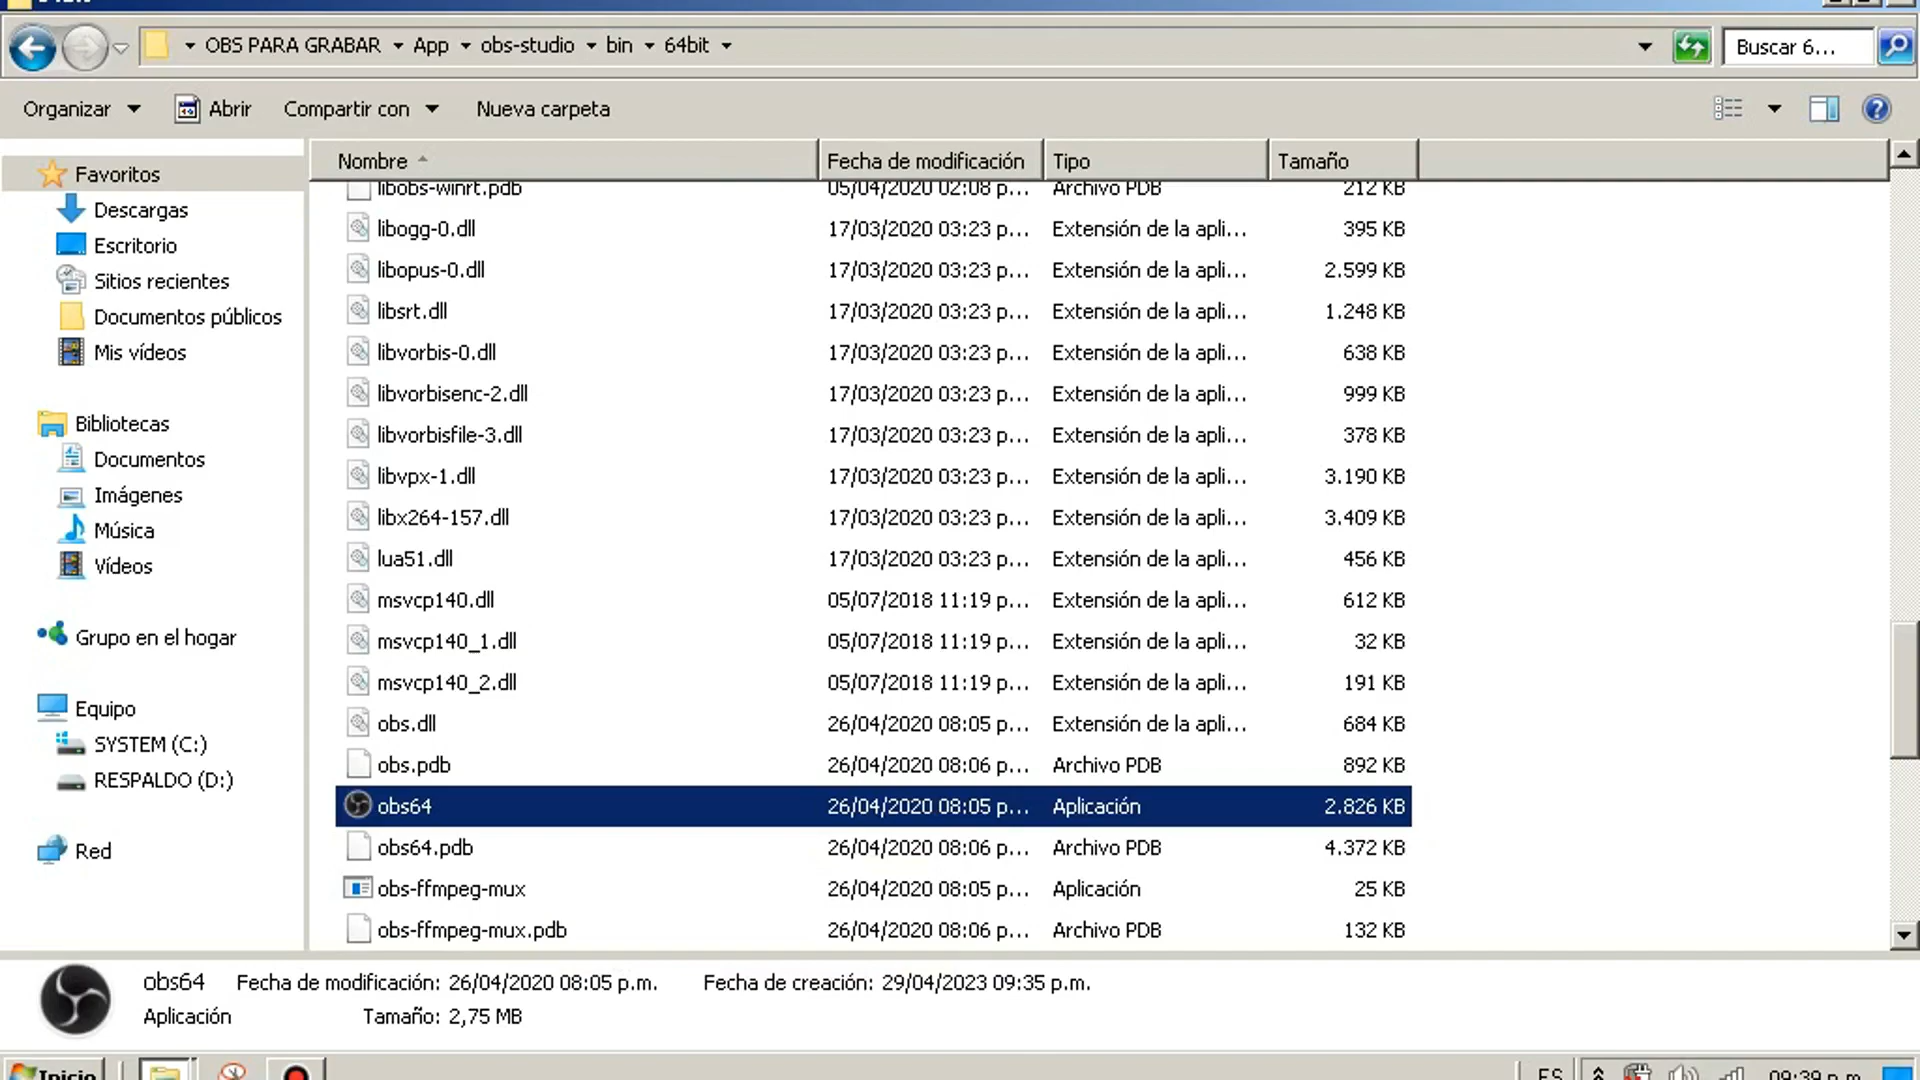 OBS PARA GRABAR App obs-studio bin 64bit
Buscar 6...
Organizar Abrir Compartir con Nueva carpeta
Favoritos
Descargas
Escritorio
Sitios recientes
Documentos públicos
Mis vídeos
Bibliotecas
Documentos
Imágenes
Música
Vídeos
Grupo en el hogar
Equipo
SYSTEM (C:)
RESPALDO (D:)
Red
Nombre Fecha de modificación Tipo Tamaño
libobs-winrt.pdb 05/04/2020 02:08 p... Archivo PDB 212 KB
libogg-0.dll 17/03/2020 03:23 p... Extensión de la apli... 395 KB
libopus-0.dll 17/03/2020 03:23 p... Extensión de la apli... 2.599 KB
libsrt.dll 17/03/2020 03:23 p... Extensión de la apli... 1.248 KB
libvorbis-0.dll 17/03/2020 03:23 p... Extensión de la apli... 638 KB
libvorbisenc-2.dll 17/03/2020 03:23 p... Extensión de la apli... 999 KB
libvorbisfile-3.dll 17/03/2020 03:23 p... Extensión de la apli... 378 KB
libvpx-1.dll 17/03/2020 03:23 p... Extensión de la apli... 3.190 KB
libx264-157.dll 17/03/2020 03:23 p... Extensión de la apli... 3.409 KB
lua51.dll 17/03/2020 03:23 p... Extensión de la apli... 456 KB
msvcp140.dll 05/07/2018 11:19 p... Extensión de la apli... 612 KB
msvcp140_1.dll 05/07/2018 11:19 p... Extensión de la apli... 32 KB
msvcp140_2.dll 05/07/2018 11:19 p... Extensión de la apli... 191 KB
obs.dll 26/04/2020 08:05 p... Extensión de la apli... 684 KB
obs.pdb 26/04/2020 08:06 p... Archivo PDB 892 KB
obs64 26/04/2020 08:05 p... Aplicación 2.826 KB
obs64.pdb 26/04/2020 08:06 p... Archivo PDB 4.372 KB
obs-ffmpeg-mux 26/04/2020 08:05 p... Aplicación 25 KB
obs-ffmpeg-mux.pdb 26/04/2020 08:06 p... Archivo PDB 132 KB
obs64 Fecha de modificación: 26/04/2020 08:05 p.m. Fecha de creación: 29/04/2023 09:35 p.m.
Aplicación Tamaño: 2,75 MB
Inicio ES 09:39 p.m.